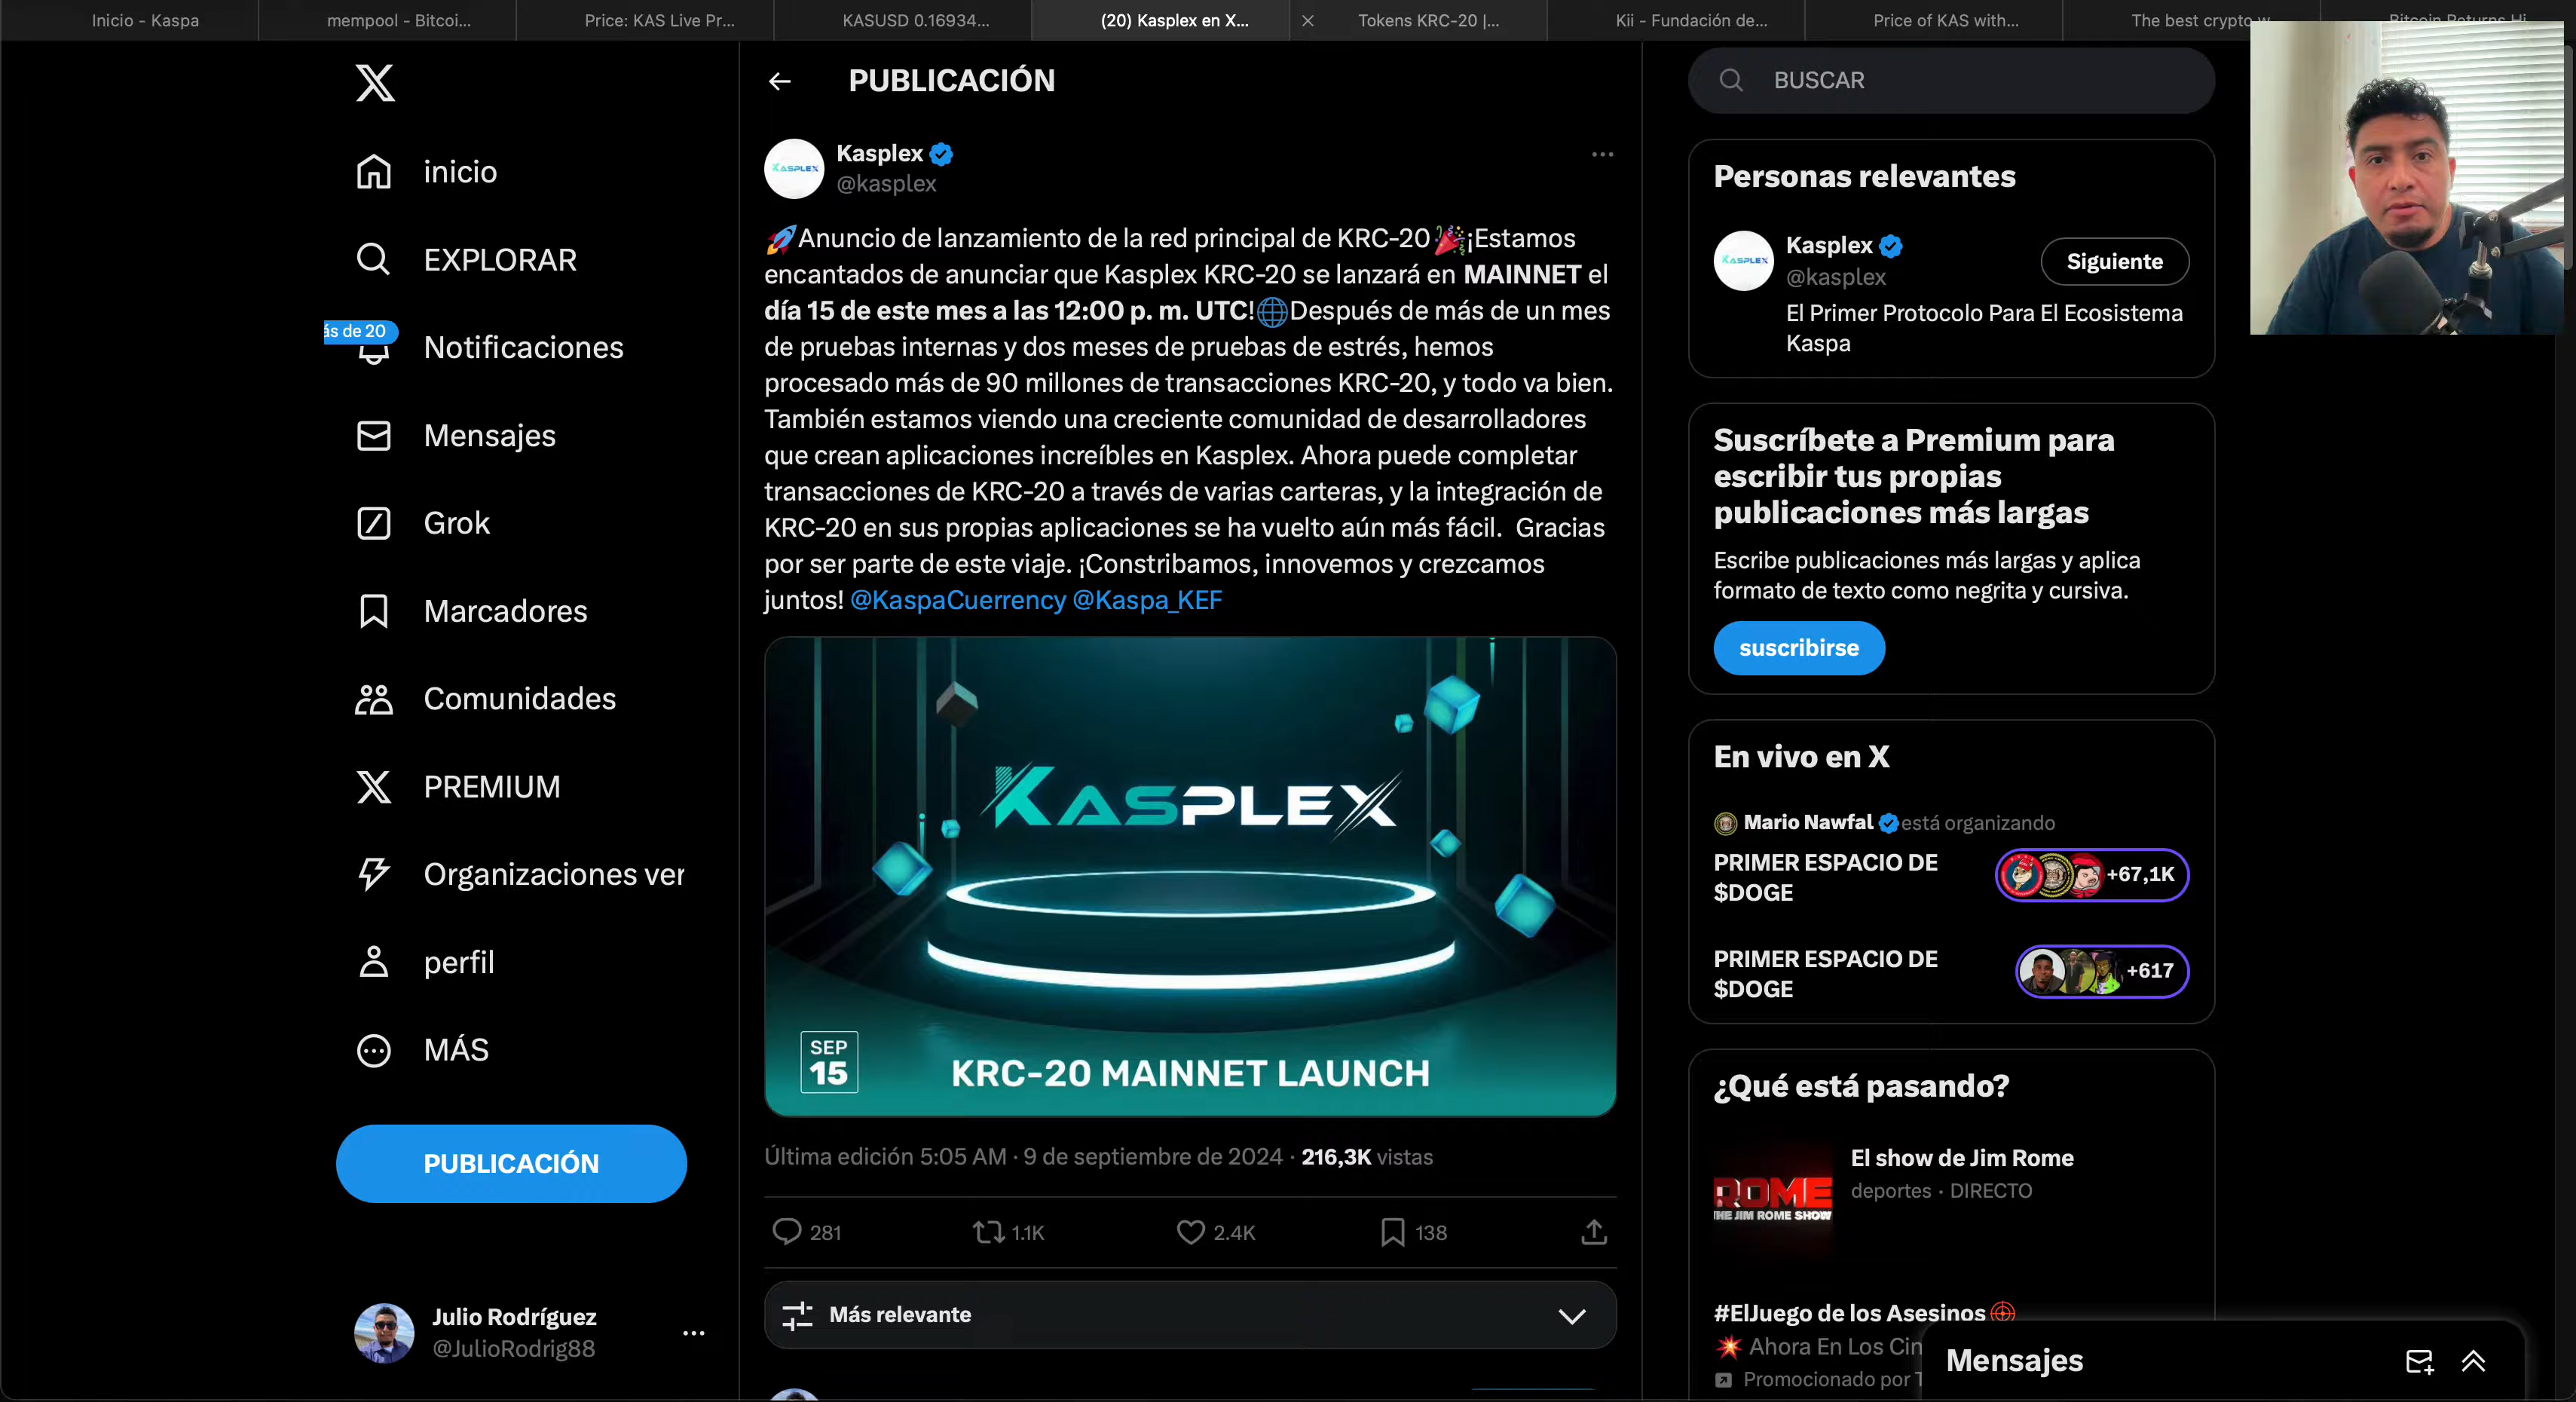 Inicio - Kaspa
mempool - Bitcoi...
Price: KAS Live Pr...
KASUSD 0.16934...
(20) Kasplex en X...
Tokens KRC-20 |...
Kii - Fundación de...
Price of KAS with...
The best crypto w
Bitcoin Returns Hi
inicio
EXPLORAR
ás de 20
Notificaciones
Mensajes
Grok
Marcadores
Comunidades
PREMIUM
Organizaciones ver
perfil
MÁS
PUBLICACIÓN
Julio Rodríguez
@JulioRodrig88
PUBLICACIÓN
KASPLEX
Kasplex
@kasplex
🚀Anuncio de lanzamiento de la red principal de KRC-20🎉¡Estamos
encantados de anunciar que Kasplex KRC-20 se lanzará en MAINNET el
día 15 de este mes a las 12:00 p. m. UTC!🌐Después de más de un mes
de pruebas internas y dos meses de pruebas de estrés, hemos
procesado más de 90 millones de transacciones KRC-20, y todo va bien.
También estamos viendo una creciente comunidad de desarrolladores
que crean aplicaciones increíbles en Kasplex. Ahora puede completar
transacciones de KRC-20 a través de varias carteras, y la integración de
KRC-20 en sus propias aplicaciones se ha vuelto aún más fácil. Gracias
por ser parte de este viaje. ¡Constribamos, innovemos y crezcamos
juntos! @KaspaCuerrency @Kaspa_KEF
KASPLEX
SEP
15
KRC-20 MAINNET LAUNCH
Última edición 5:05 AM · 9 de septiembre de 2024 · 216,3K vistas
281
1.1K
2.4K
138
Más relevante
BUSCAR
Personas relevantes
KASPLEX
Kasplex
@kasplex
Siguiente
El Primer Protocolo Para El Ecosistema
Kaspa
Suscríbete a Premium para
escribir tus propias
publicaciones más largas
Escribe publicaciones más largas y aplica
formato de texto como negrita y cursiva.
suscribirse
En vivo en X
Mario Nawfal está organizando
PRIMER ESPACIO DE
$DOGE
+67,1K
PRIMER ESPACIO DE
$DOGE
+617
¿Qué está pasando?
El show de Jim Rome
deportes · DIRECTO
ROME
THE JIM ROME SHOW
#ElJuego de los Asesinos
💥 Ahora En Los Cin
Promocionado por T
Mensajes